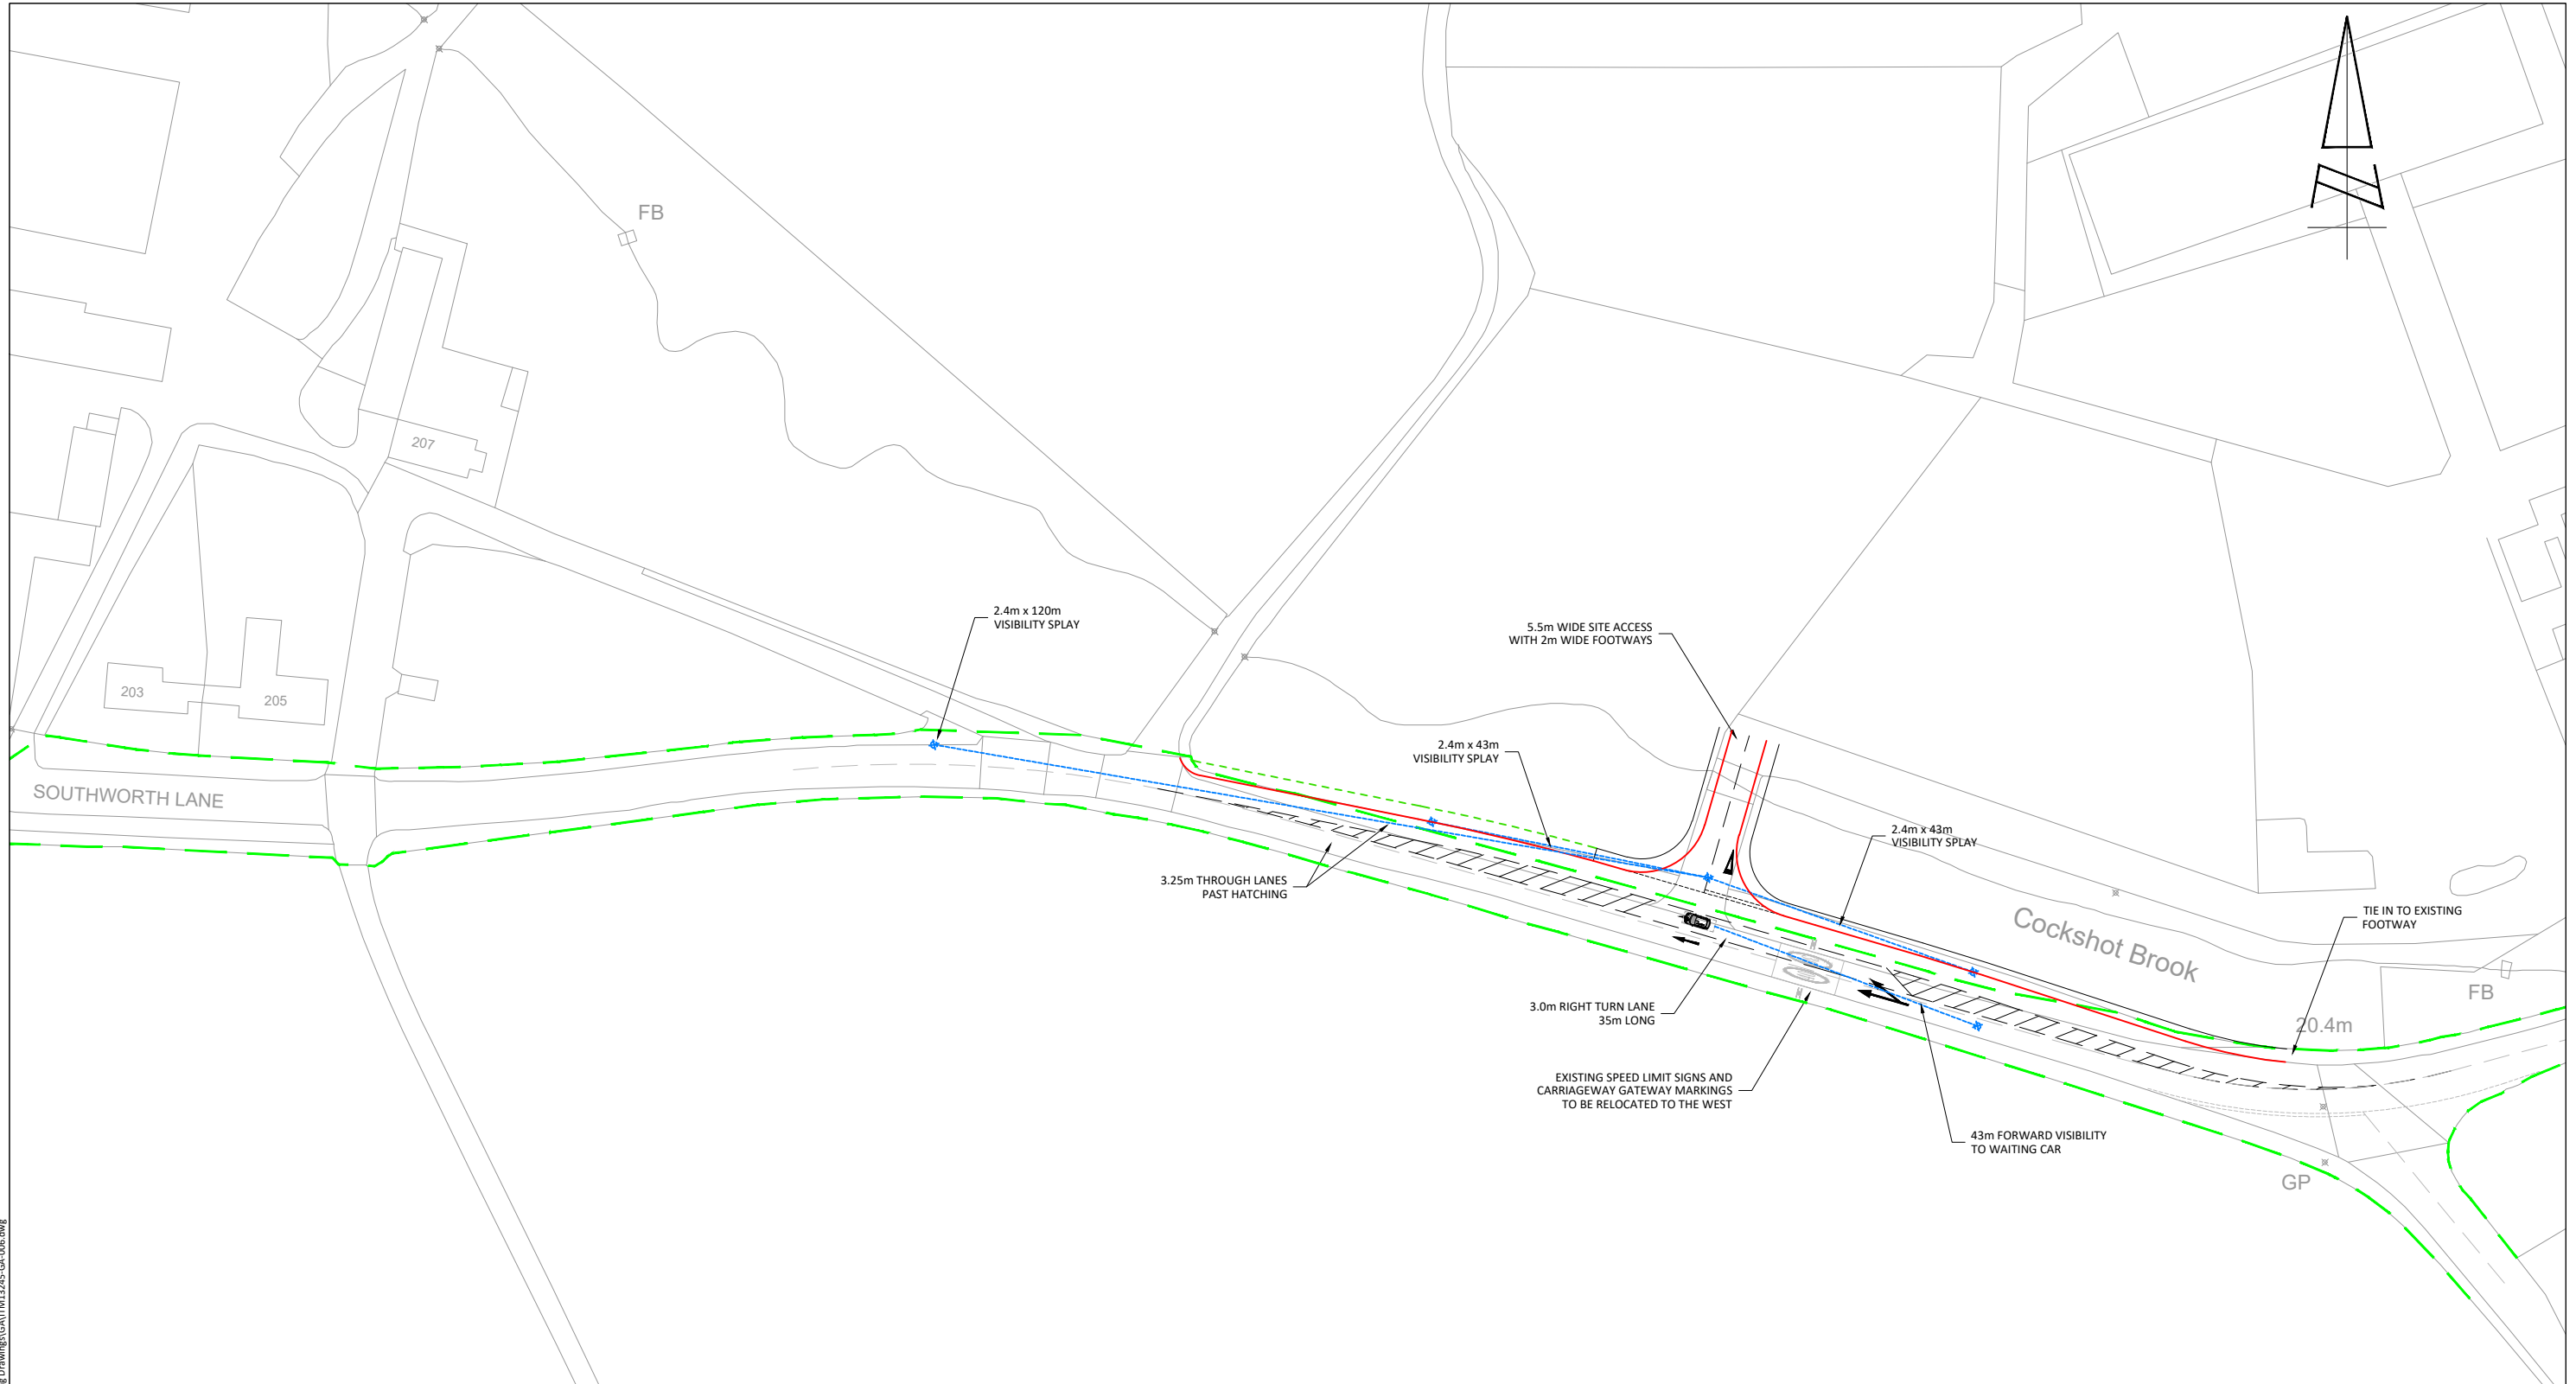 FB
207
2.4m x 120m
VISIBILITY SPLAY
5.5m WIDE SITE ACCESS
WITH 2m WIDE FOOTWAYS
203
205
2.4m x 43m
VISIBILITY SPLAY
SOUTHWORTH LANE
2.4m x 43m
VISIBILITY SPLAY
3.25m THROUGH LANES
PAST HATCHING
TIE IN TO EXISTING
FOOTWAY
Cockshot Brook
FB
3.0m RIGHT TURN LANE
35m LONG
20.4m
EXISTING SPEED LIMIT SIGNS AND
CARRIAGEWAY GATEWAY MARKINGS
TO BE RELOCATED TO THE WEST
43m FORWARD VISIBILITY
TO WAITING CAR
GP